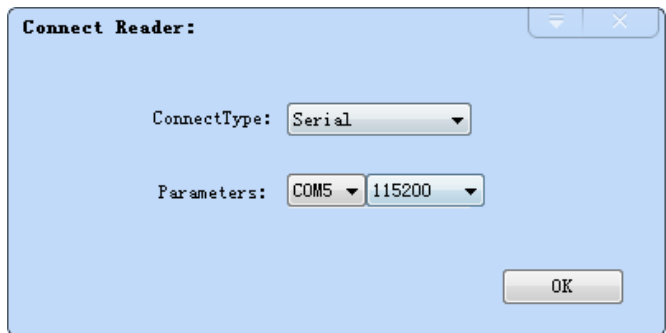 Connect Reader:
ConnectType: Serial
Parameters: COM5 115200
OK